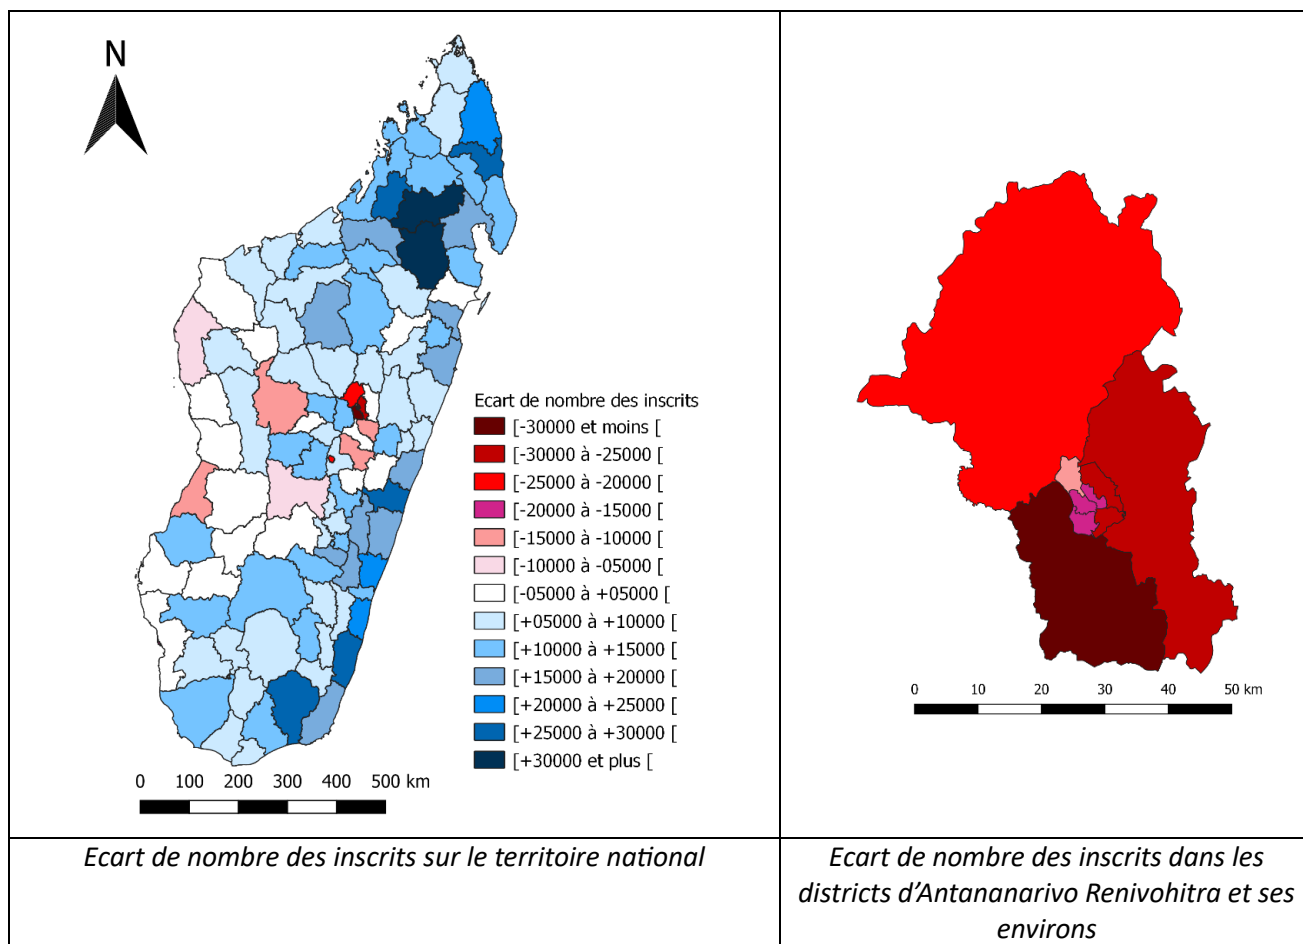 N
Ecart de nombre des inscrits
[-30000 et moins [
[-30000 à -25000 [
[-25000 à -20000 [
[-20000 à -15000 [
[-15000 à -10000 [
[-10000 à -05000 [
[-05000 à +05000 [
[+05000 à +10000 [
[+10000 à +15000 [
[+15000 à +20000 [
[+20000 à +25000 [
[+25000 à +30000 [
[+30000 et plus [
0 100 200 300 400 500 km
0 10 20 30 40 50 km
Ecart de nombre des inscrits sur le territoire national
Ecart de nombre des inscrits dans les
districts d’Antananarivo Renivohitra et ses
environs